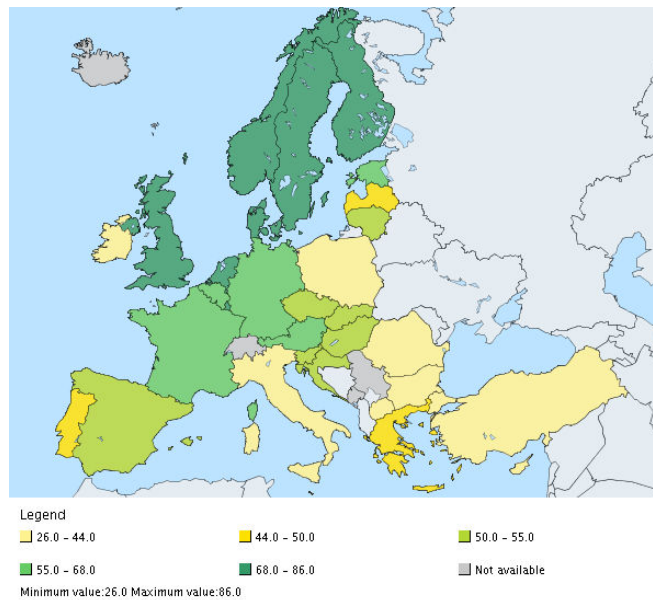 Legend
26.0 - 44.0
44.0 - 50.0
50.0 - 55.0
55.0 - 68.0
68.0 - 86.0
Not available
Minimum value:26.0 Maximum value:86.0